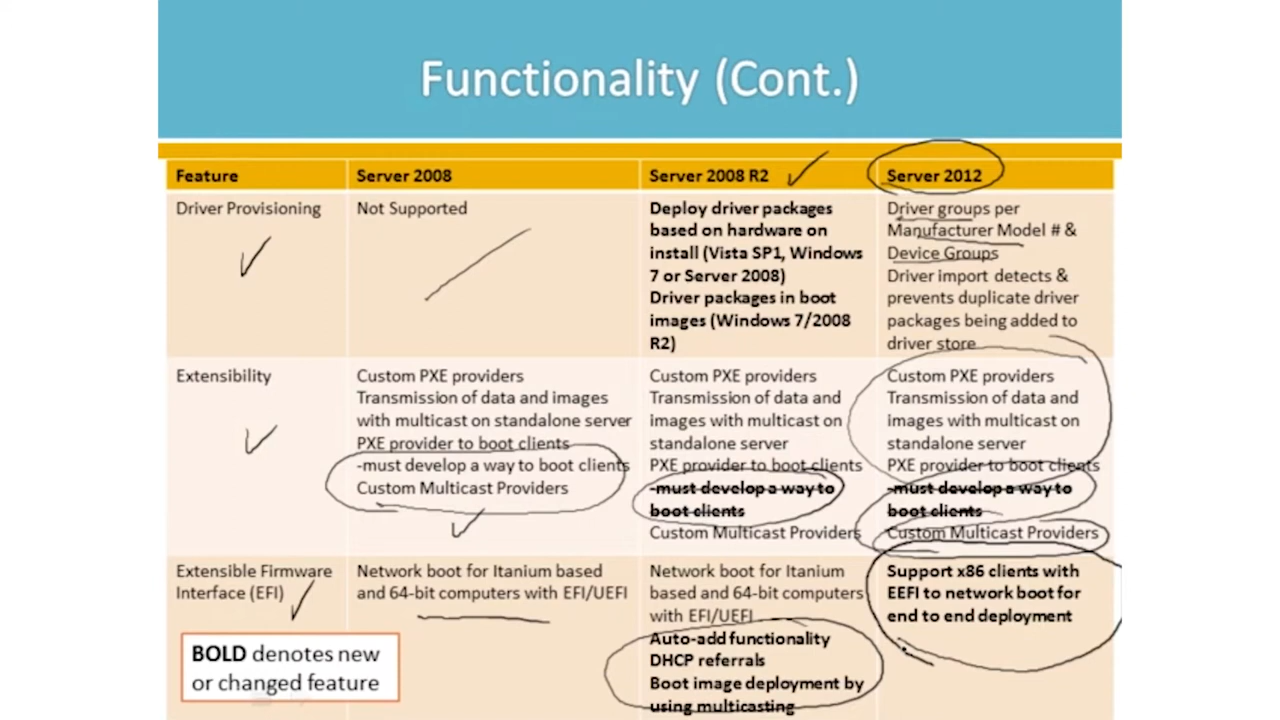 Functionality (Cont.)
Feature
Server 2008
Server 2008 R2
Server 2012
Driver Provisioning
Not Supported
Deploy driver packages
based on hardware on
install (Vista SP1, Windows
7 or Server 2008)
Driver packages in boot
images (Windows 7/2008
R2)
Driver groups per
Manufacturer Model # &
Device Groups
Driver import detects &
prevents duplicate driver
packages being added to
driver store
Extensibility
Custom PXE providers
Transmission of data and images
with multicast on standalone server
PXE provider to boot clients
-must develop a way to boot clients
Custom Multicast Providers
Custom PXE providers
Transmission of data and
images with multicast on
standalone server
PXE provider to boot clients
-must develop a way to
boot clients
Custom Multicast Providers
Custom PXE providers
Transmission of data and
images with multicast on
standalone server
PXE provider to boot clients
-must develop a way to
boot clients
Custom Multicast Providers
Extensible Firmware
Interface (EFI)
Network boot for Itanium based
and 64-bit computers with EFI/UEFI
Network boot for Itanium
based and 64-bit computers
with EFI/UEFI
Auto-add functionality
DHCP referrals
Boot image deployment by
using multicasting
Support x86 clients with
EEFI to network boot for
end to end deployment
BOLD denotes new
or changed feature